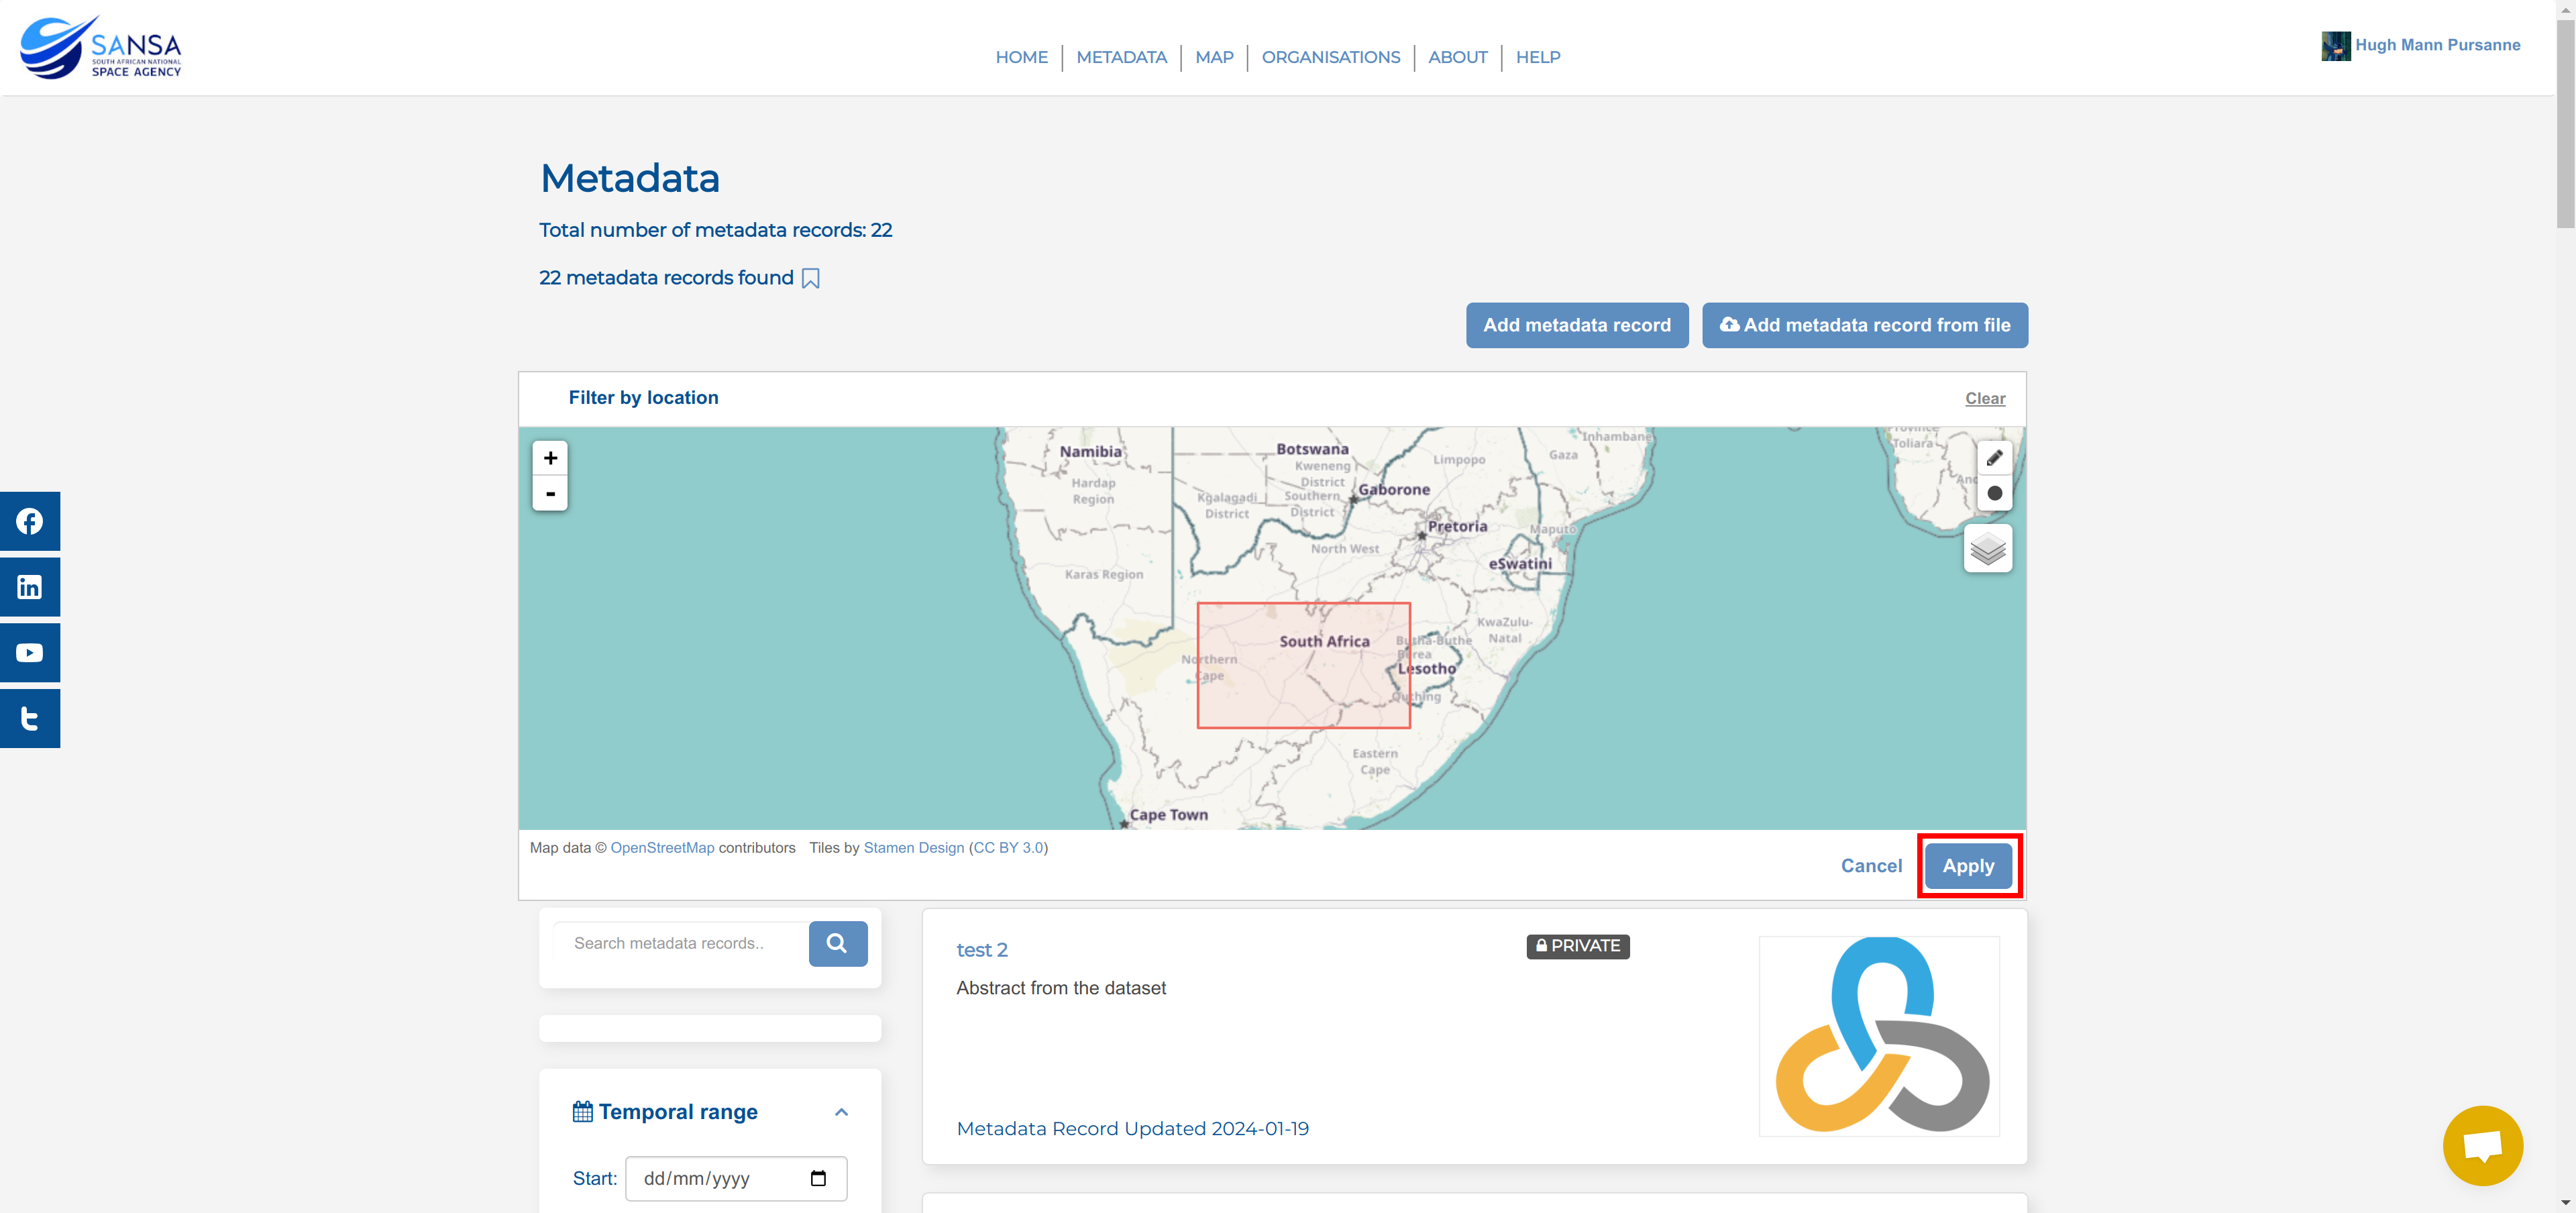 SANSA
SOUTH AFRICAN NATIONAL
SPACE AGENCY
HOME
METADATA
MAP
ORGANISATIONS
ABOUT
HELP
Hugh Mann Pursanne
Metadata
Total number of metadata records: 22
22 metadata records found
Add metadata record
Add metadata record from file
Filter by location
Clear
+
-
Namibia
Botswana
Inhambane
Toliara
Kweneng
District
Limpopo
Gaza
Hardap
Region
Kgalagadi
District
Southern
District
Gaborone
Pretoria
Maputo
North West
eSwatini
Karas Region
South Africa
Butha-Buthe
Berea
KwaZulu-
Natal
Northern
Cape
Lesotho
Quthing
Eastern
Cape
Cape Town
Map data © OpenStreetMap contributors Tiles by Stamen Design (CC BY 3.0)
Cancel
Apply
Search metadata records..
test 2
PRIVATE
Abstract from the dataset
Metadata Record Updated 2024-01-19
Temporal range
Start:
dd/mm/yyyy